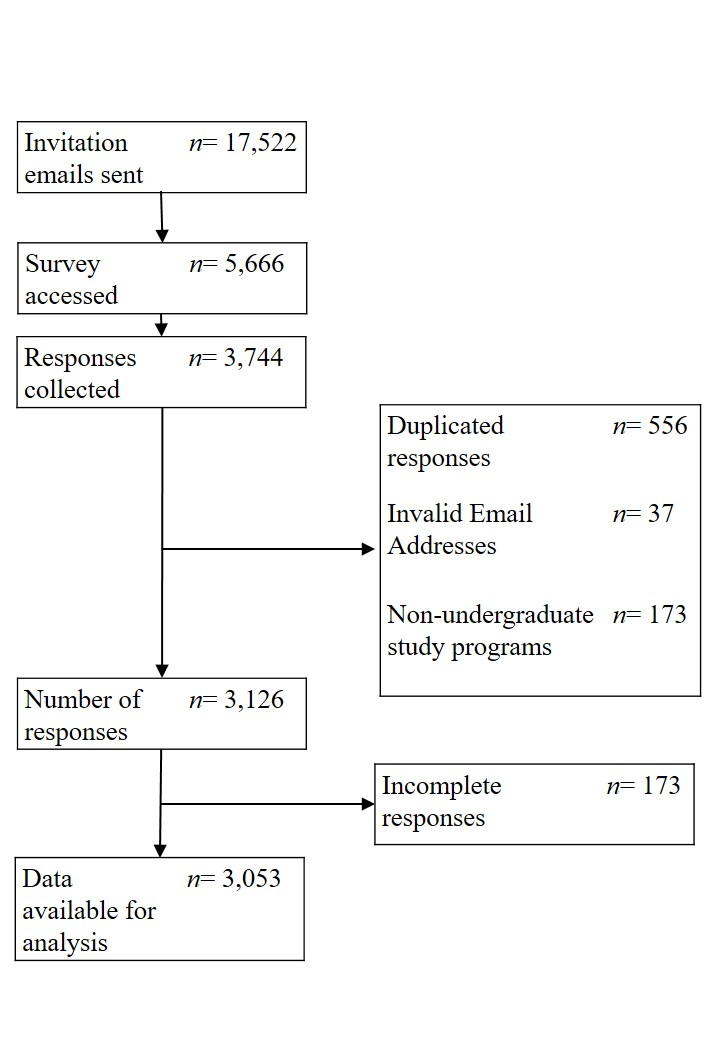 Invitation n= 17,522
emails sent
Survey n= 5,666
accessed
Responses n= 3,744
collected
Duplicated n= 556
responses
Invalid Email n= 37
Addresses
Non-undergraduate n= 173
study programs
Number of n= 3,126
responses
Incomplete n= 173
responses
Data n= 3,053
available for
analysis